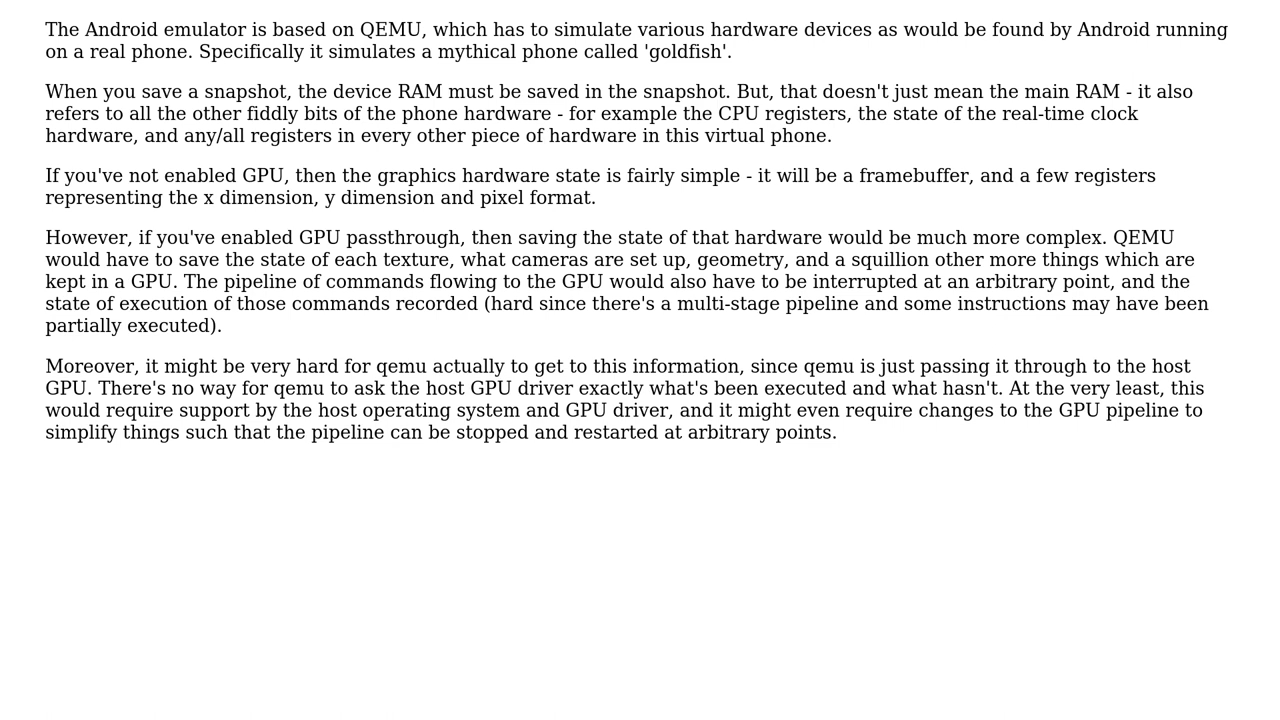 The Android emulator is based on QEMU, which has to simulate various hardware devices as would be found by Android running
on a real phone. Specifically it simulates a mythical phone called 'goldfish'.
When you save a snapshot, the device RAM must be saved in the snapshot. But, that doesn't just mean the main RAM - it also
refers to all the other fiddly bits of the phone hardware - for example the CPU registers, the state of the real-time clock
hardware, and any/all registers in every other piece of hardware in this virtual phone.
If you've not enabled GPU, then the graphics hardware state is fairly simple - it will be a framebuffer, and a few registers
representing the x dimension, y dimension and pixel format.
However, if you've enabled GPU passthrough, then saving the state of that hardware would be much more complex. QEMU
would have to save the state of each texture, what cameras are set up, geometry, and a squillion other more things which are
kept in a GPU. The pipeline of commands flowing to the GPU would also have to be interrupted at an arbitrary point, and the
state of execution of those commands recorded (hard since there's a multi-stage pipeline and some instructions may have been
partially executed).
Moreover, it might be very hard for qemu actually to get to this information, since qemu is just passing it through to the host
GPU. There's no way for qemu to ask the host GPU driver exactly what's been executed and what hasn't. At the very least, this
would require support by the host operating system and GPU driver, and it might even require changes to the GPU pipeline to
simplify things such that the pipeline can be stopped and restarted at arbitrary points.